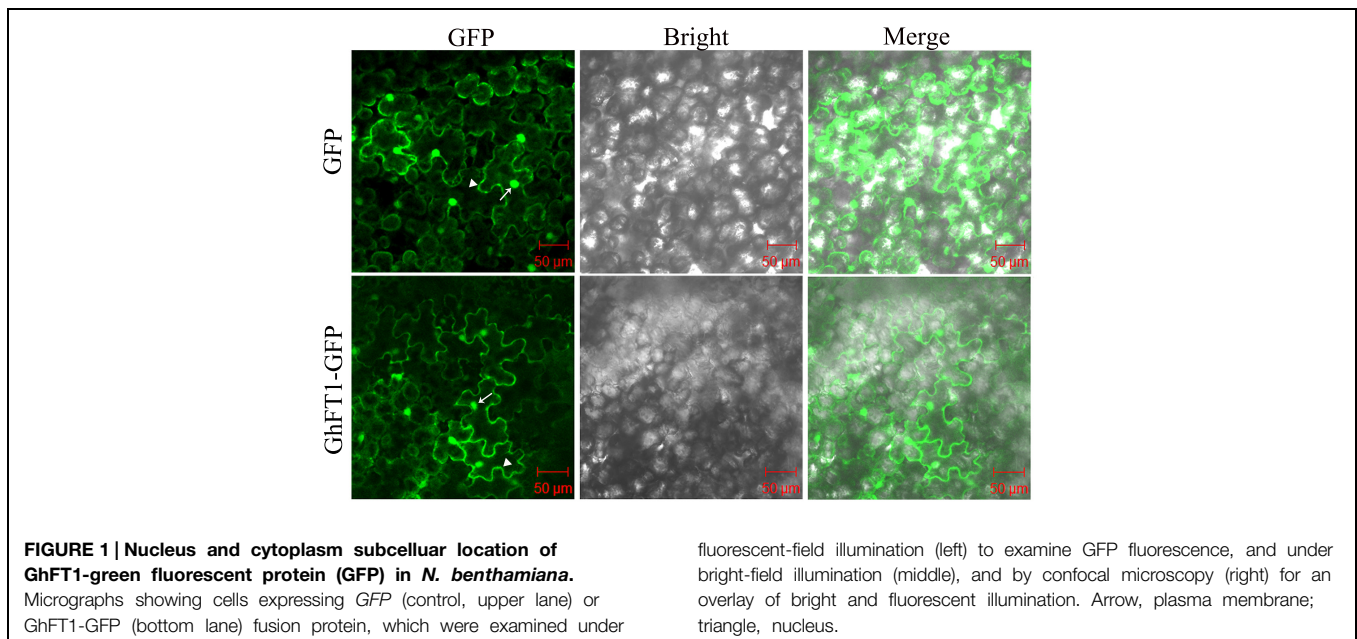 GFP Bright Merge
GFP
50 µm 50 µm 50 µm
GhFT1-GFP
50 µm 50 µm 50 µm
FIGURE 1 | Nucleus and cytoplasm subcelluar location of
GhFT1-green fluorescent protein (GFP) in N. benthamiana.
Micrographs showing cells expressing GFP (control, upper lane) or
GhFT1-GFP (bottom lane) fusion protein, which were examined under
fluorescent-field illumination (left) to examine GFP fluorescence, and under
bright-field illumination (middle), and by confocal microscopy (right) for an
overlay of bright and fluorescent illumination. Arrow, plasma membrane;
triangle, nucleus.